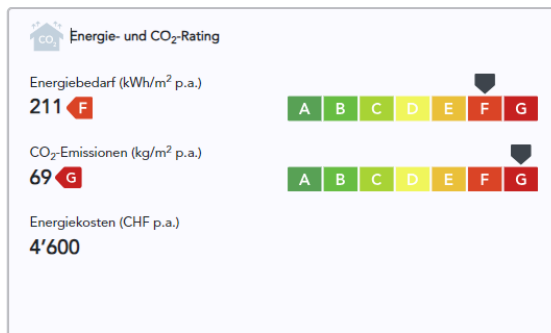 CO₂ Energie- und CO₂-Rating
Energiebedarf (kWh/m² p.a.)
211 F
A B C D E F G
CO₂-Emissionen (kg/m² p.a.)
69 G
A B C D E F G
Energiekosten (CHF p.a.)
4’600